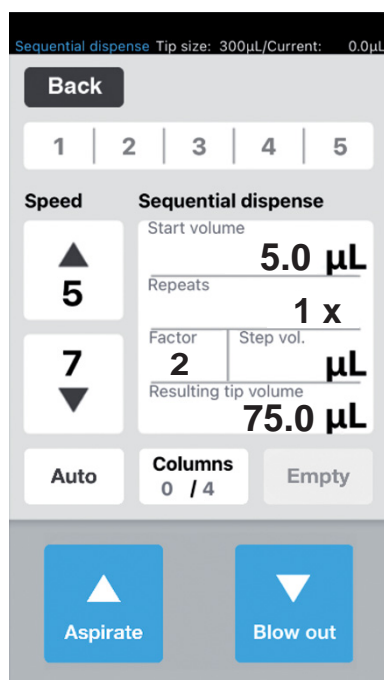 Sequential dispense Tip size: 300µL/Current: 0.0µL
Back
1 2 3 4 5
Speed Sequential dispense
Start volume
5.0 µL
5
Repeats
1 x
Factor Step vol.
7 2 µL
Resulting tip volume
75.0 µL
Auto Columns Empty
0 / 4
Aspirate Blow out